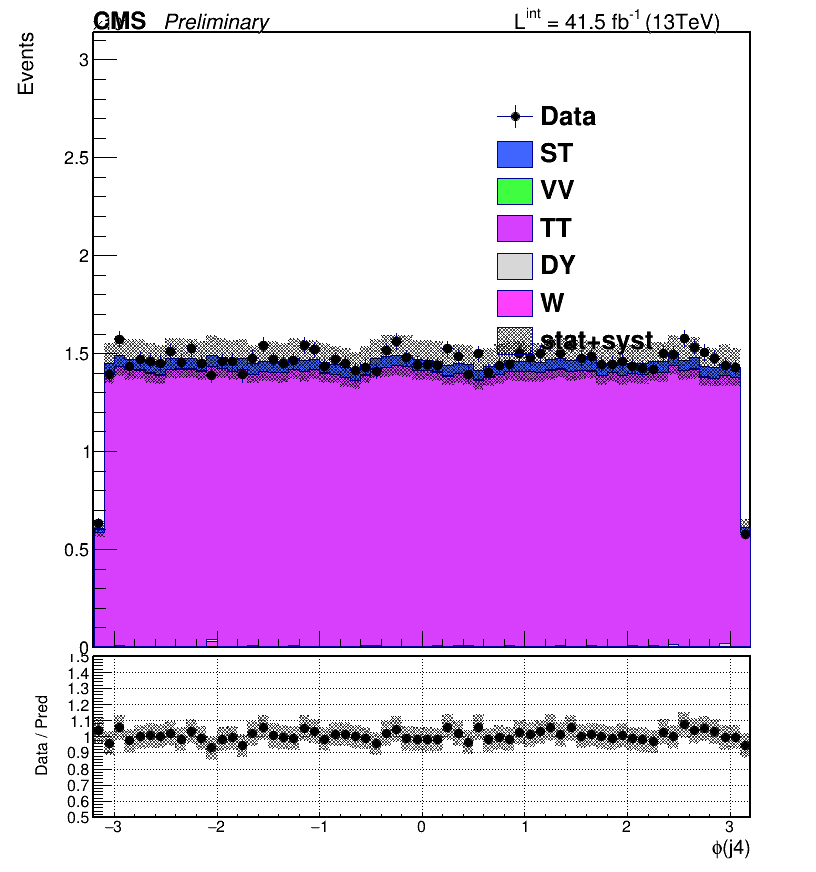 CMS Preliminary L^int = 41.5 fb^-1 (13TeV)
Events
3
2.5
2
1.5
1
0.5
0
Data
ST
VV
TT
DY
W
stat+syst
Data / Pred
1.5
1.4
1.3
1.2
1.1
1
0.9
0.8
0.7
0.6
0.5
−3 −2 −1 0 1 2 3
φ(j4)